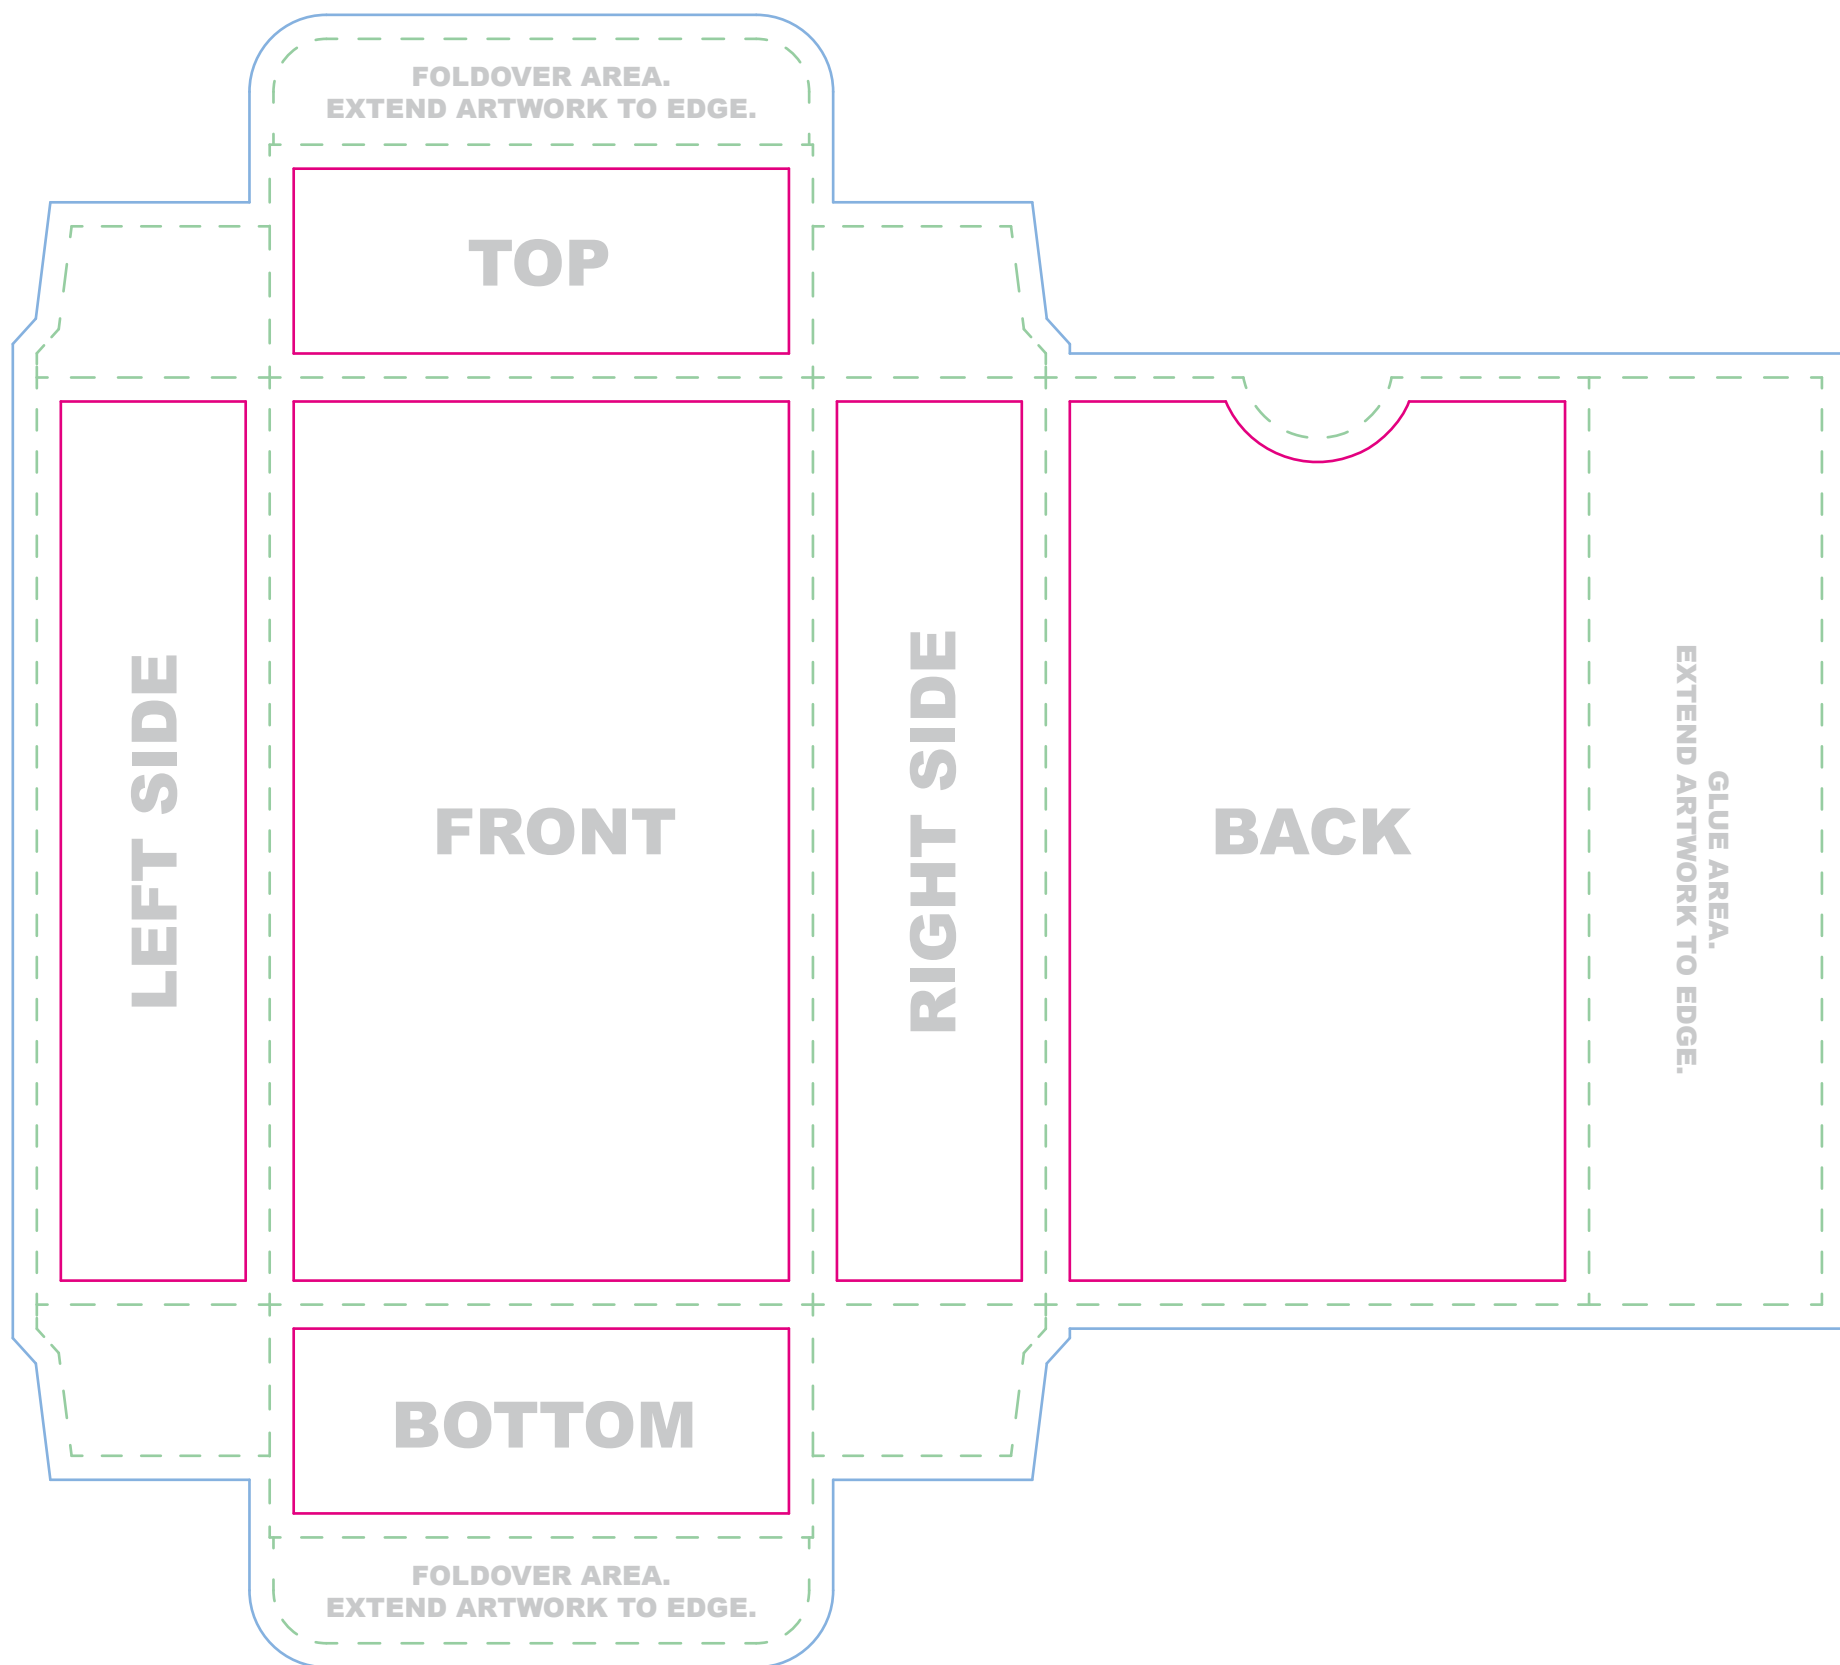 FOLDOVER AREA.
EXTEND ARTWORK TO EDGE.
TOP
LEFT SIDE
FRONT
RIGHT SIDE
BACK
GLUE AREA.
EXTEND ARTWORK TO EDGE.
BOTTOM
FOLDOVER AREA.
EXTEND ARTWORK TO EDGE.